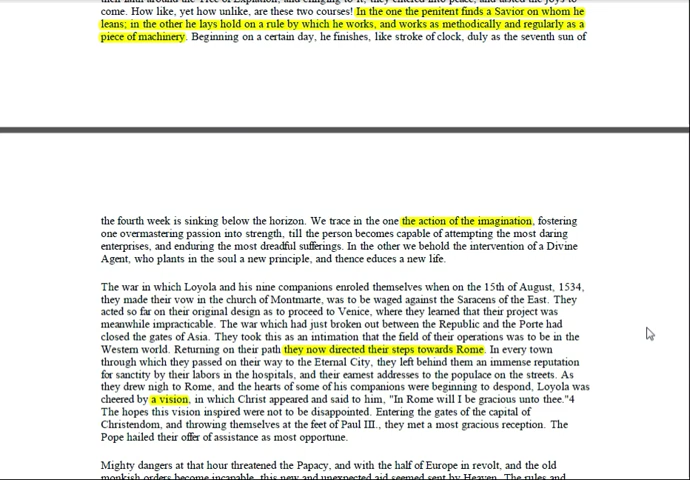 come. How like, yet how unlike, are these two courses! In the one the penitent finds a Savior on whom he
leans; in the other he lays hold on a rule by which he works, and works as methodically and regularly as a
piece of machinery. Beginning on a certain day, he finishes, like stroke of clock, duly as the seventh sun of
the fourth week is sinking below the horizon. We trace in the one the action of the imagination, fostering
one overmastering passion into strength, till the person becomes capable of attempting the most daring
enterprises, and enduring the most dreadful sufferings. In the other we behold the intervention of a Divine
Agent, who plants in the soul a new principle, and thence educes a new life.
The war in which Loyola and his nine companions enroled themselves when on the 15th of August, 1534,
they made their vow in the church of Montmarte, was to be waged against the Saracens of the East. They
acted so far on their original design as to proceed to Venice, where they learned that their project was
meanwhile impracticable. The war which had just broken out between the Republic and the Porte had
closed the gates of Asia. They took this as an intimation that the field of their operations was to be in the
Western world. Returning on their path they now directed their steps towards Rome. In every town
through which they passed on their way to the Eternal City, they left behind them an immense reputation
for sanctity by their labors in the hospitals, and their earnest addresses to the populace on the streets. As
they drew nigh to Rome, and the hearts of some of his companions were beginning to despond, Loyola was
cheered by a vision, in which Christ appeared and said to him, "In Rome will I be gracious unto thee."4
The hopes this vision inspired were not to be disappointed. Entering the gates of the capital of
Christendom, and throwing themselves at the feet of Paul III., they met a most gracious reception. The
Pope hailed their offer of assistance as most opportune.
Mighty dangers at that hour threatened the Papacy, and with the half of Europe in revolt, and the old
monkish orders become incapable, this new and unexpected aid seemed sent by Heaven. The rules and